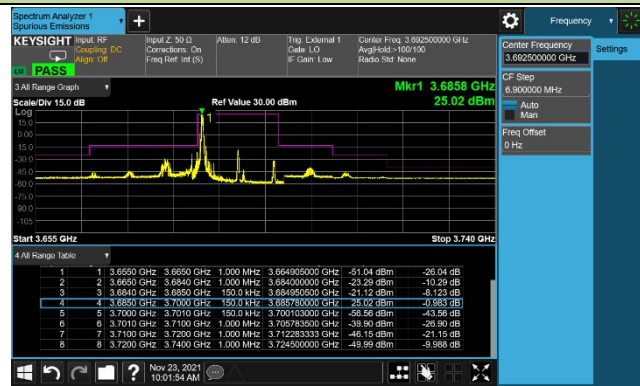 Spectrum Analyzer 1
Spurious Emissions
Frequency
KEYSIGHT Input: RF
Coupling: DC
Align: Off
Input Z: 50 Ω
Corrections: On
Freq Ref: Int (S)
Atten: 12 dB
Trig: External 1
Gate: LO
IF Gain: Low
Center Freq: 3.692500000 GHz
Avg|Hold:>100/100
Radio Std: None
PASS
Center Frequency
3.692500000 GHz
Settings
CF Step
6.900000 MHz
Auto
Man
Freq Offset
0 Hz
3 All Range Graph
Mkr1 3.6858 GHz
Scale/Div 15.0 dB
Ref Value 30.00 dBm
25.02 dBm
Log
15.0
0.00
-15.0
-30.0
-45.0
-60.0
-75.0
-90.0
-105
1
Start 3.655 GHz
Stop 3.740 GHz
4 All Range Table
1 1 3.6550 GHz 3.6650 GHz 1.000 MHz 3.664905000 GHz -51.04 dBm -26.04 dB
2 2 3.6650 GHz 3.6840 GHz 1.000 MHz 3.684000000 GHz -23.29 dBm -10.29 dB
3 3 3.6840 GHz 3.6850 GHz 150.0 kHz 3.684950500 GHz -21.12 dBm -8.123 dB
4 4 3.6850 GHz 3.7000 GHz 150.0 kHz 3.685780000 GHz 25.02 dBm -0.983 dB
5 5 3.7000 GHz 3.7010 GHz 150.0 kHz 3.700103000 GHz -56.56 dBm -43.56 dB
6 6 3.7010 GHz 3.7100 GHz 1.000 MHz 3.705783500 GHz -39.90 dBm -26.90 dB
7 7 3.7100 GHz 3.7200 GHz 1.000 MHz 3.712283333 GHz -46.15 dBm -21.15 dB
8 8 3.7200 GHz 3.7400 GHz 1.000 MHz 3.724500000 GHz -49.99 dBm -9.988 dB
Nov 23, 2021
10:01:54 AM